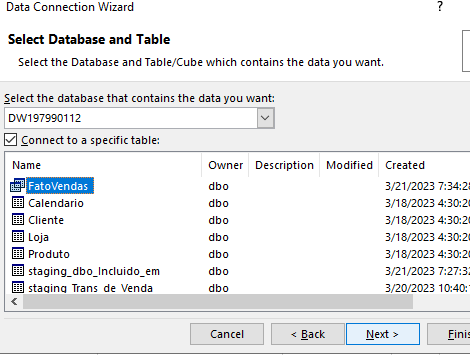 Data Connection Wizard ?
Select Database and Table
Select the Database and Table/Cube which contains the data you want.
Select the database that contains the data you want:
DW197990112
Connect to a specific table:
Name Owner Description Modified Created
FatoVendas dbo 3/21/2023 7:34:28
Calendario dbo 3/18/2023 4:30:20
Cliente dbo 3/18/2023 4:30:20
Loja dbo 3/18/2023 4:30:20
Produto dbo 3/18/2023 4:30:20
staging_dbo_Incluido_em dbo 3/21/2023 7:27:32
staging_Trans_de_Venda dbo 3/20/2023 10:40:
Cancel < Back Next > Finis